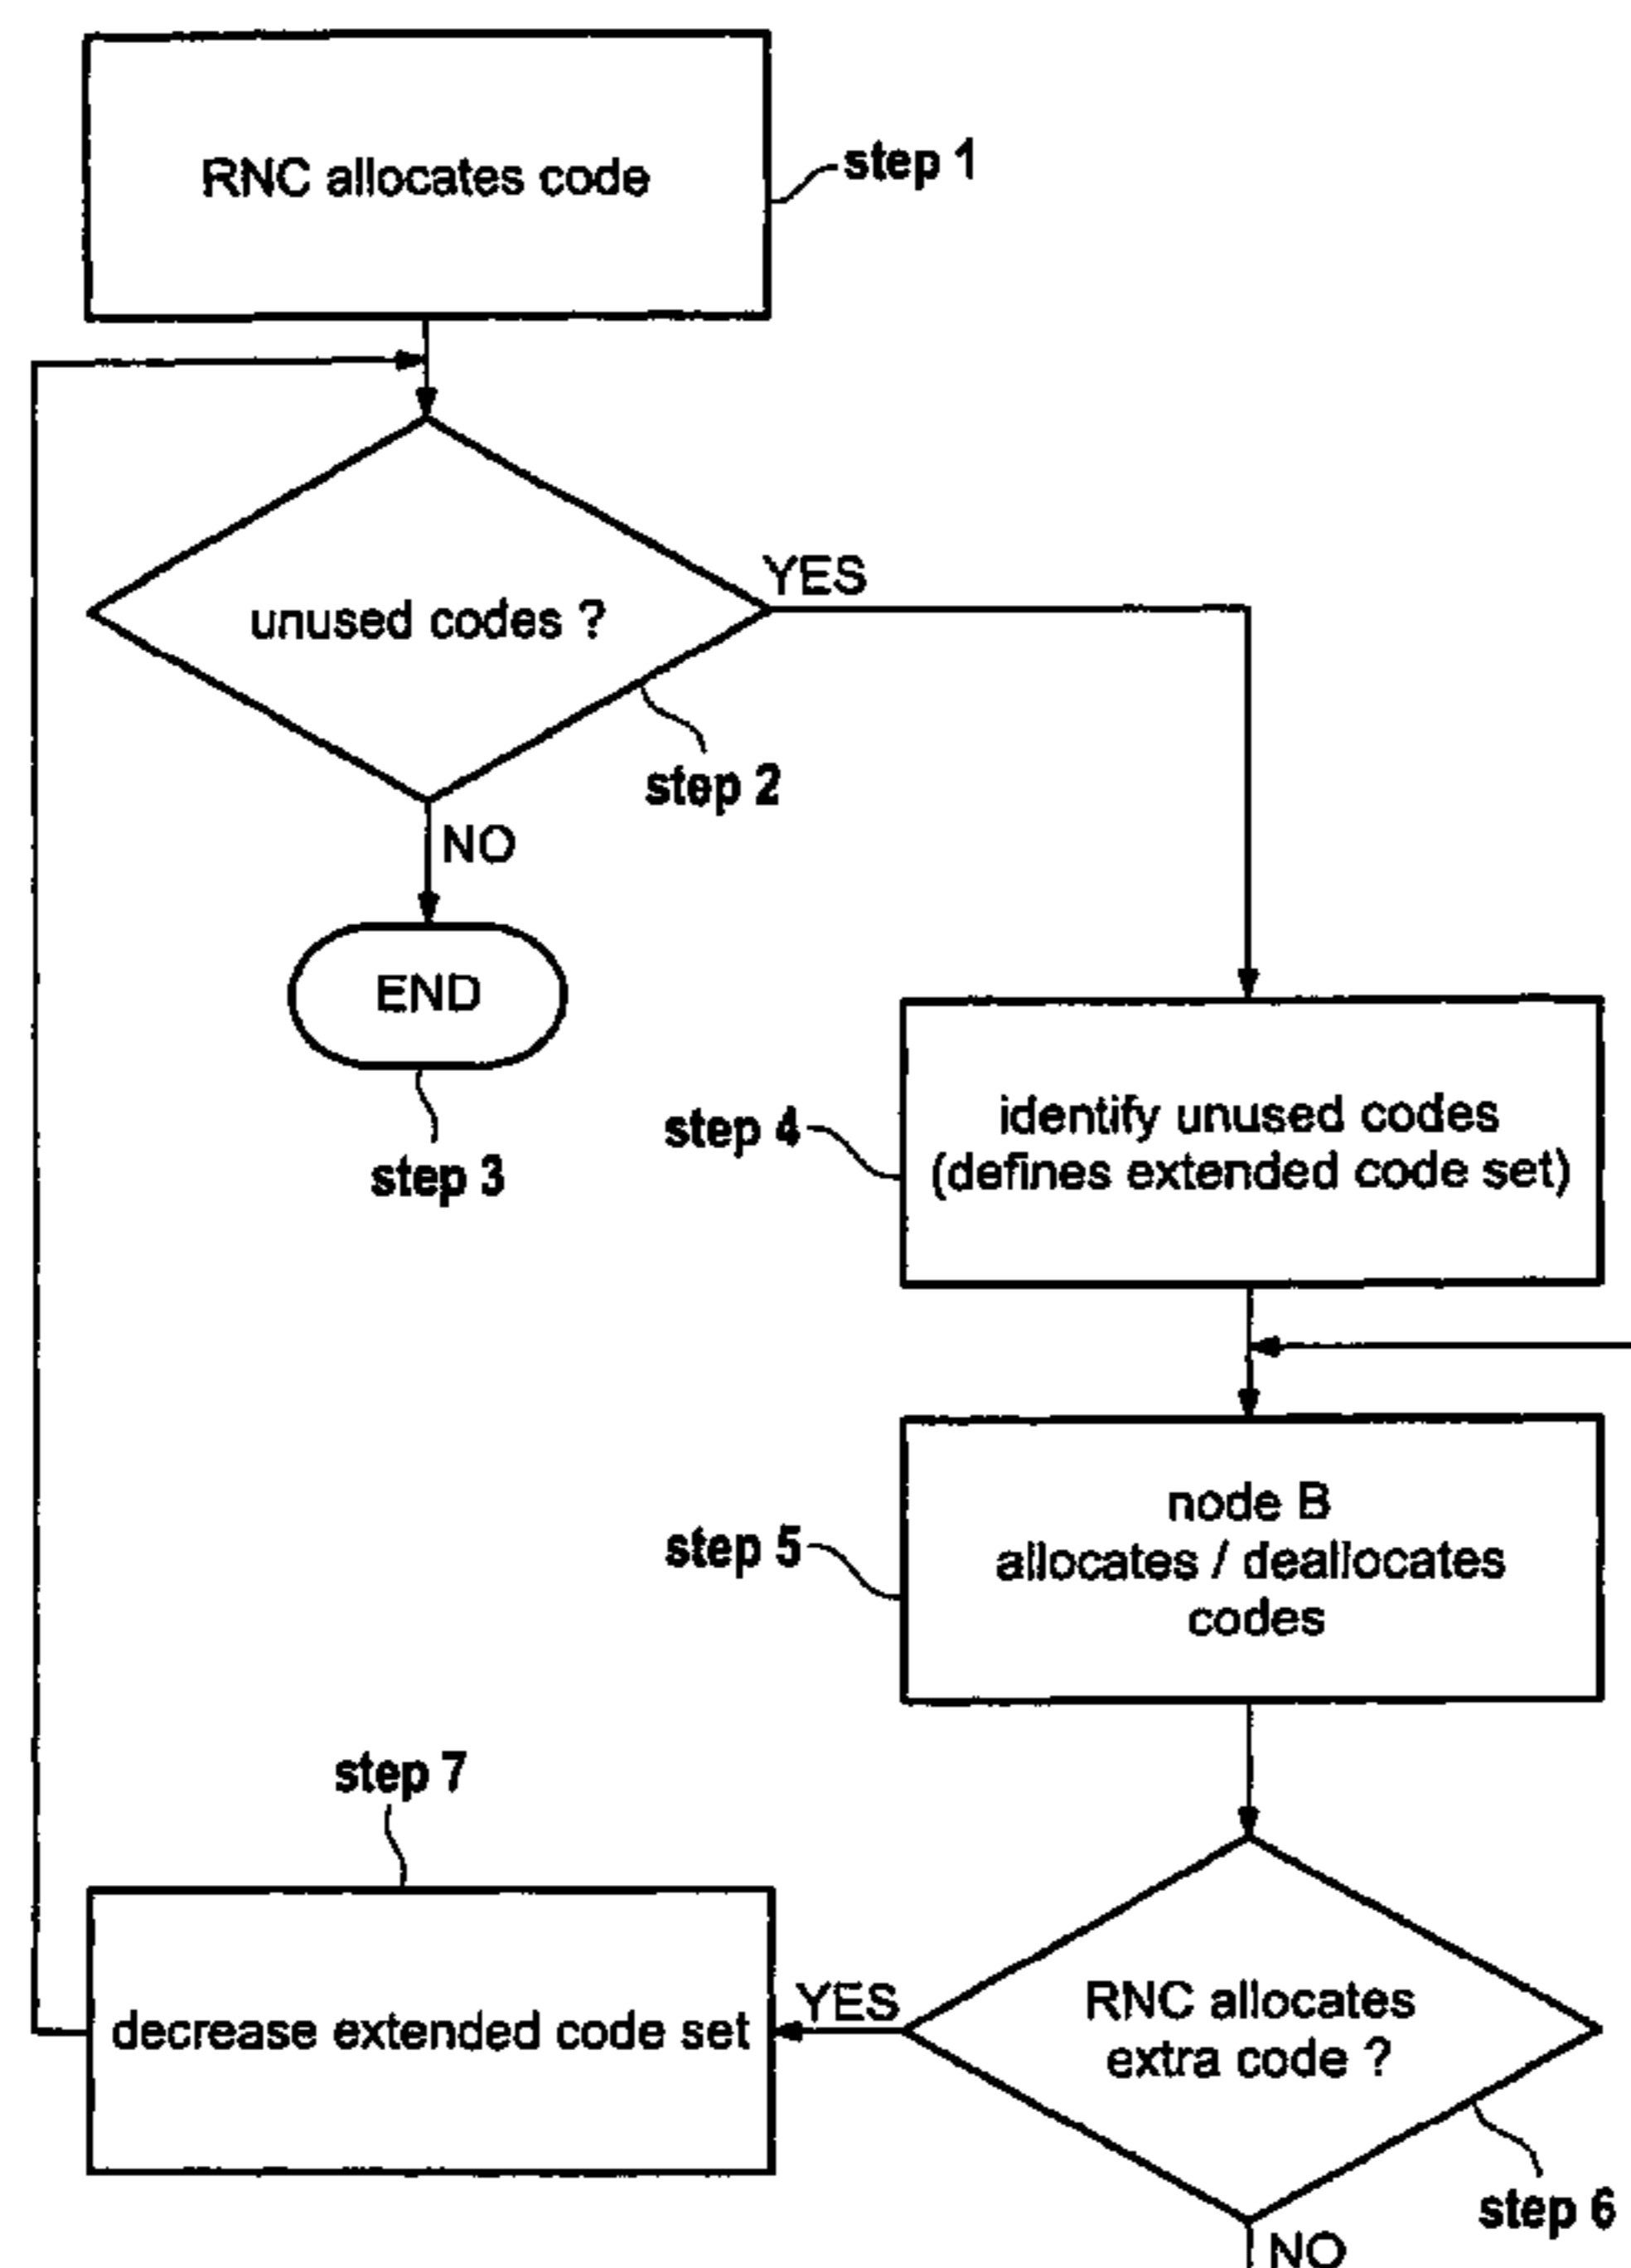 RNC allocates code
step 1
unused codes ?
YES
step 2
NO
END
step 3
identify unused codes
(defines extended code set)
step 4
node B
allocates / deallocates
codes
step 5
step 7
decrease extended code set
YES
RNC allocates
extra code ?
step 6
NO